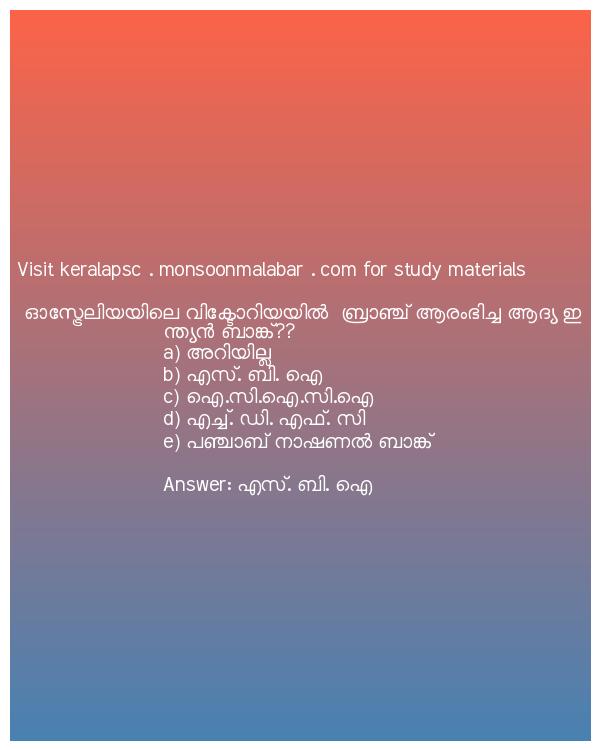 Visit keralapsc . monsoonmalabar . com for study materials
ഓസ്ട്രേലിയയിലെ വിക്ടോറിയയിൽ ബ്രാഞ്ച് ആരംഭിച്ച ആദ്യ ഇ
ന്ത്യൻ ബാങ്ക്??
a) അറിയില്ല
b) എസ്. ബി. ഐ
c) ഐ.സി.ഐ.സി.ഐ
d) എച്ച്. ഡി. എഫ്. സി
e) പഞ്ചാബ് നാഷണൽ ബാങ്ക്
Answer: എസ്. ബി. ഐ